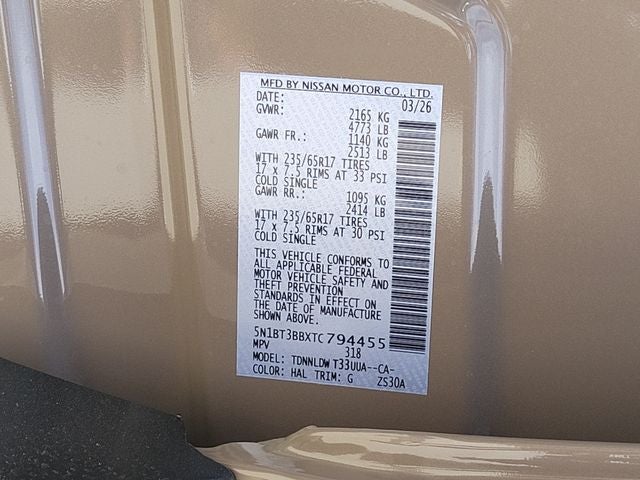 MFD BY NISSAN MOTOR CO., LTD.
DATE: 03/26
GVWR: 2165 KG
4773 LB
GAWR FR.: 1140 KG
2513 LB
WITH 235/65R17 TIRES
17 x 7.5 RIMS AT 33 PSI
COLD SINGLE
GAWR RR.: 1095 KG
2414 LB
WITH 235/65R17 TIRES
17 x 7.5 RIMS AT 30 PSI
COLD SINGLE
THIS VEHICLE CONFORMS TO
ALL APPLICABLE FEDERAL
MOTOR VEHICLE SAFETY AND
THEFT PREVENTION
STANDARDS IN EFFECT ON
THE DATE OF MANUFACTURE
SHOWN ABOVE.
5N1BT3BBXTC794455
MPV 318
MODEL: TDNNLDW T33UUA--CA-
COLOR: HAL TRIM: G ZS30A